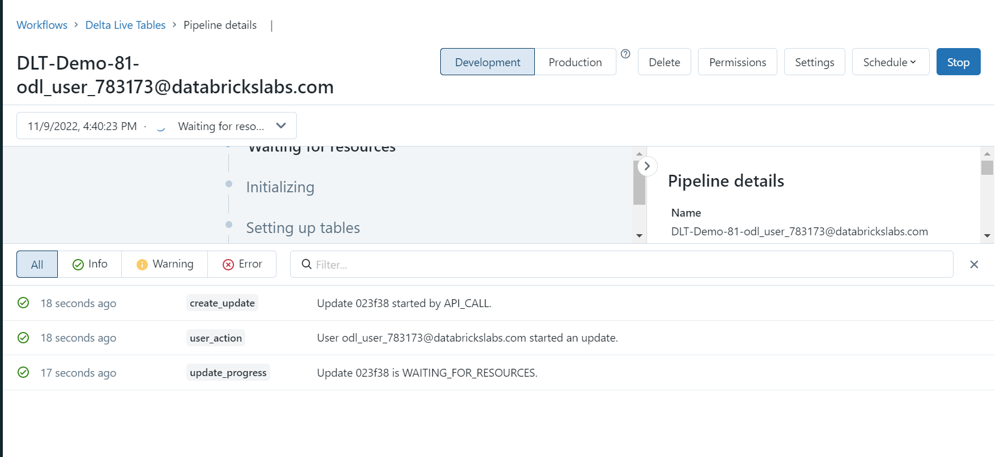 Workflows > Delta Live Tables > Pipeline details |
DLT-Demo-81-
odl_user_783173@databrickslabs.com
Development Production ? Delete Permissions Settings Schedule Stop
11/9/2022, 4:40:23 PM · Waiting for reso...
Waiting for resources
Initializing
Setting up tables
Pipeline details
Name
DLT-Demo-81-odl_user_783173@databrickslabs.com
All Info Warning Error Filter...
18 seconds ago create_update Update 023f38 started by API_CALL.
18 seconds ago user_action User odl_user_783173@databrickslabs.com started an update.
17 seconds ago update_progress Update 023f38 is WAITING_FOR_RESOURCES.